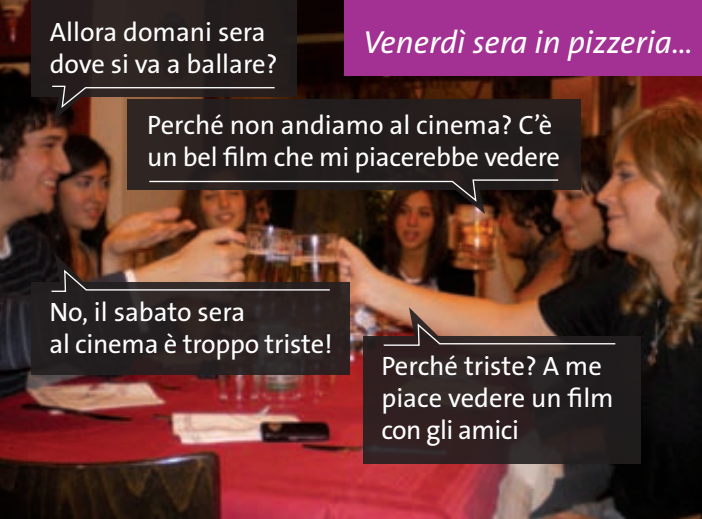 Venerdì sera in pizzeria...
Allora domani sera
dove si va a ballare?
Perché non andiamo al cinema? C'è
un bel film che mi piacerebbe vedere
No, il sabato sera
al cinema è troppo triste!
Perché triste? A me
piace vedere un film
con gli amici